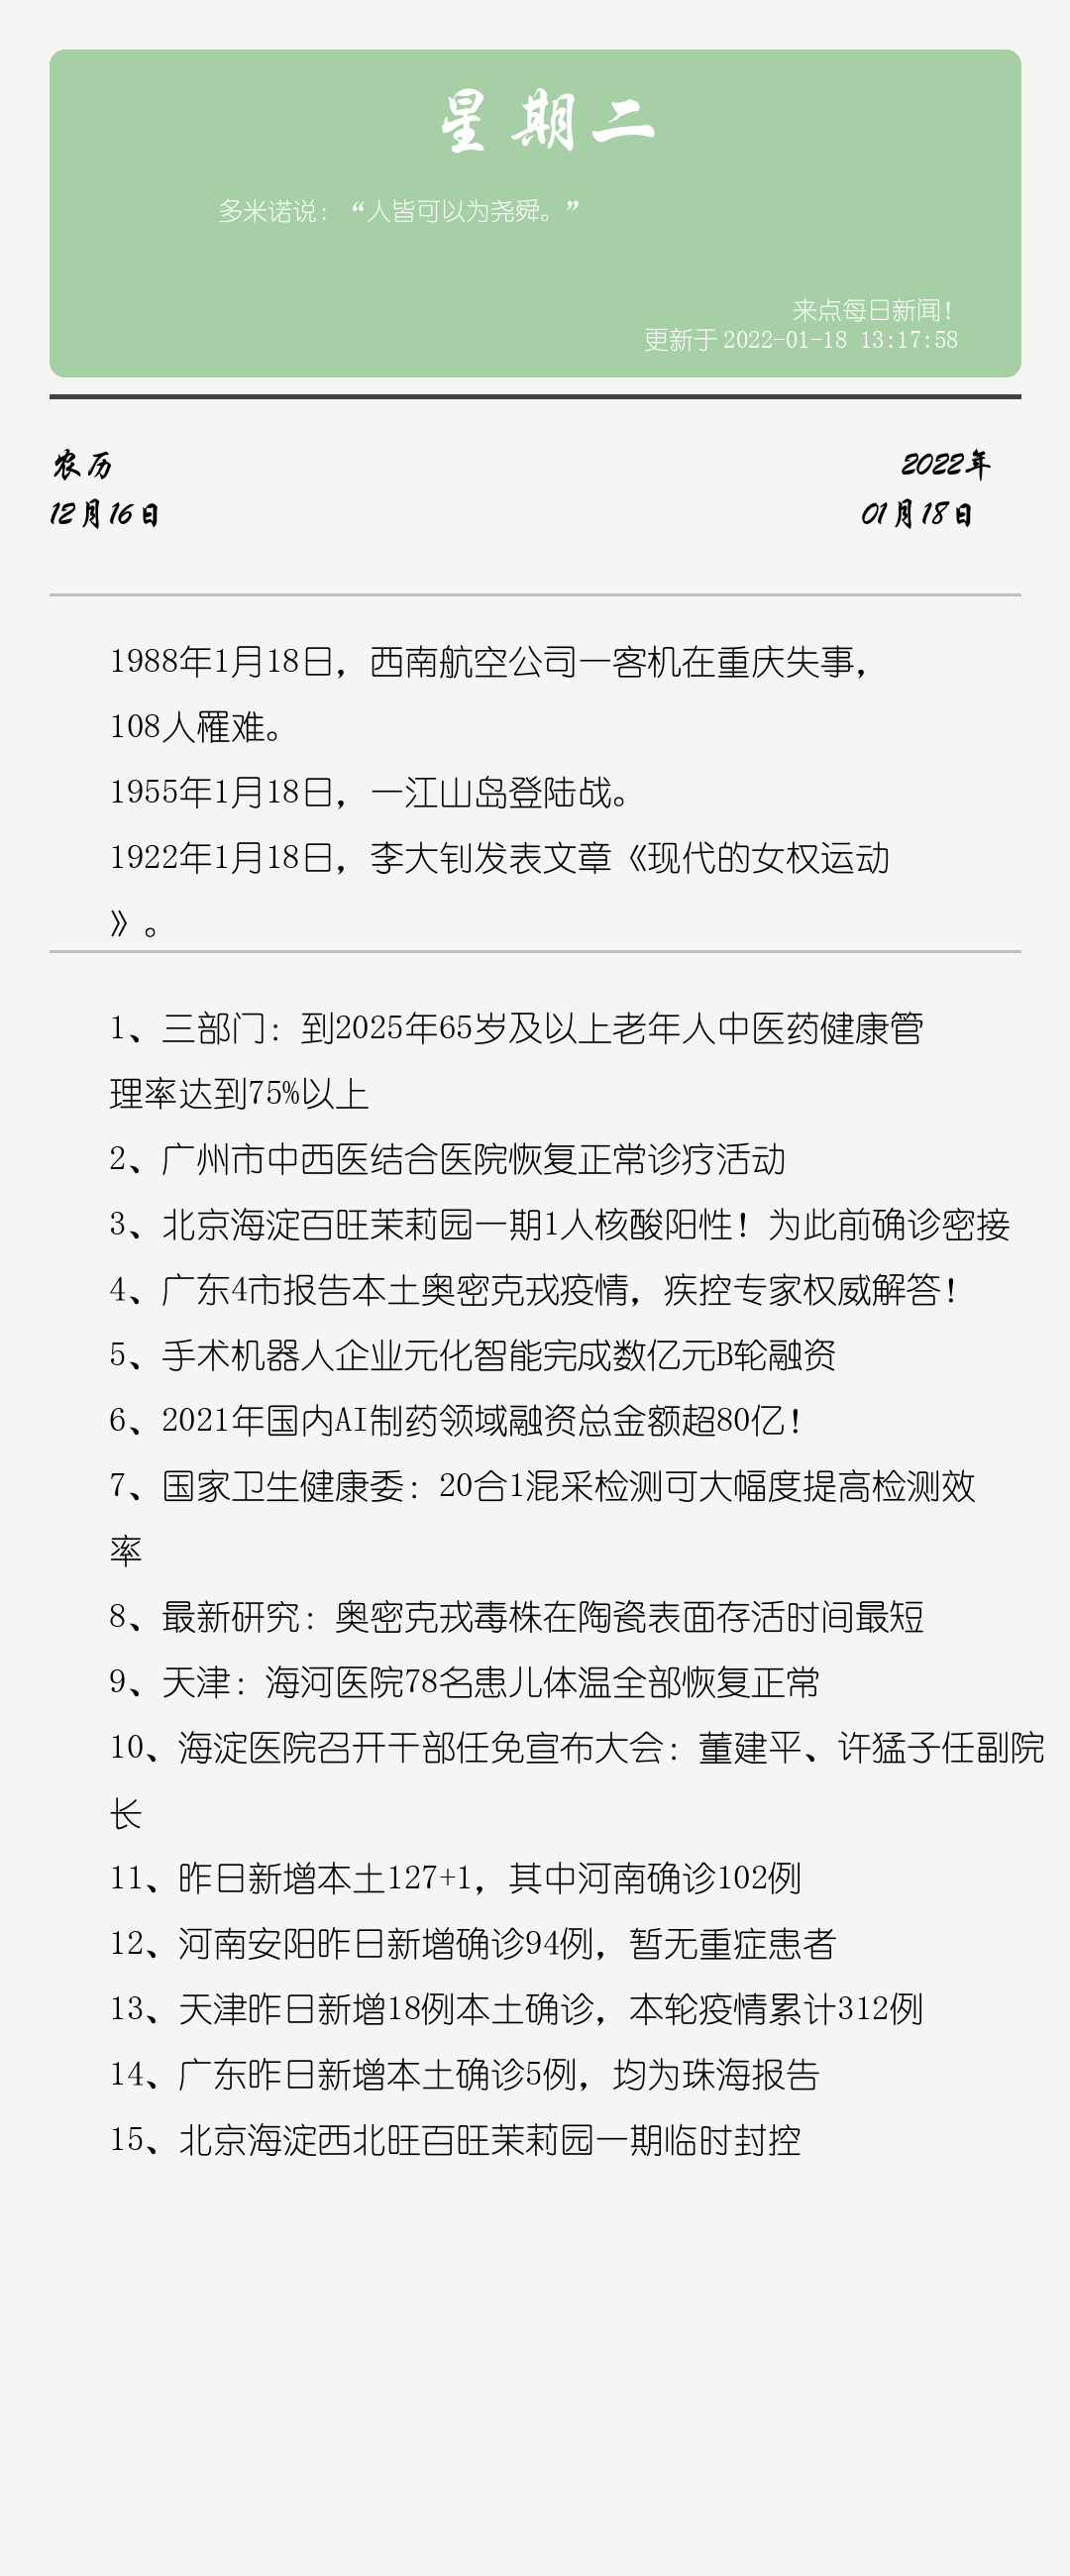 星期二
多米诺说：“人皆可以为尧舜。”
来点每日新闻！
更新于2022-01-18 13:17:58
农历
12月16日
2022年
01月18日
1988年1月18日，西南航空公司一客机在重庆失事，
108人罹难。
1955年1月18日，一江山岛登陆战。
1922年1月18日，李大钊发表文章《现代的女权运动
》。
1、三部门：到2025年65岁及以上老年人中医药健康管
理率达到75%以上
2、广州市中西医结合医院恢复正常诊疗活动
3、北京海淀百旺茉莉园一期1人核酸阳性！为此前确诊密接
4、广东4市报告本土奥密克戎疫情，疾控专家权威解答！
5、手术机器人企业元化智能完成数亿元B轮融资
6、2021年国内AI制药领域融资总金额超80亿！
7、国家卫生健康委：20合1混采检测可大幅度提高检测效
率
8、最新研究：奥密克戎毒株在陶瓷表面存活时间最短
9、天津：海河医院78名患儿体温全部恢复正常
10、海淀医院召开干部任免宣布大会：董建平、许猛子任副院
长
11、昨日新增本土127+1，其中河南确诊102例
12、河南安阳昨日新增确诊94例，暂无重症患者
13、天津昨日新增18例本土确诊，本轮疫情累计312例
14、广东昨日新增本土确诊5例，均为珠海报告
15、北京海淀西北旺百旺茉莉园一期临时封控